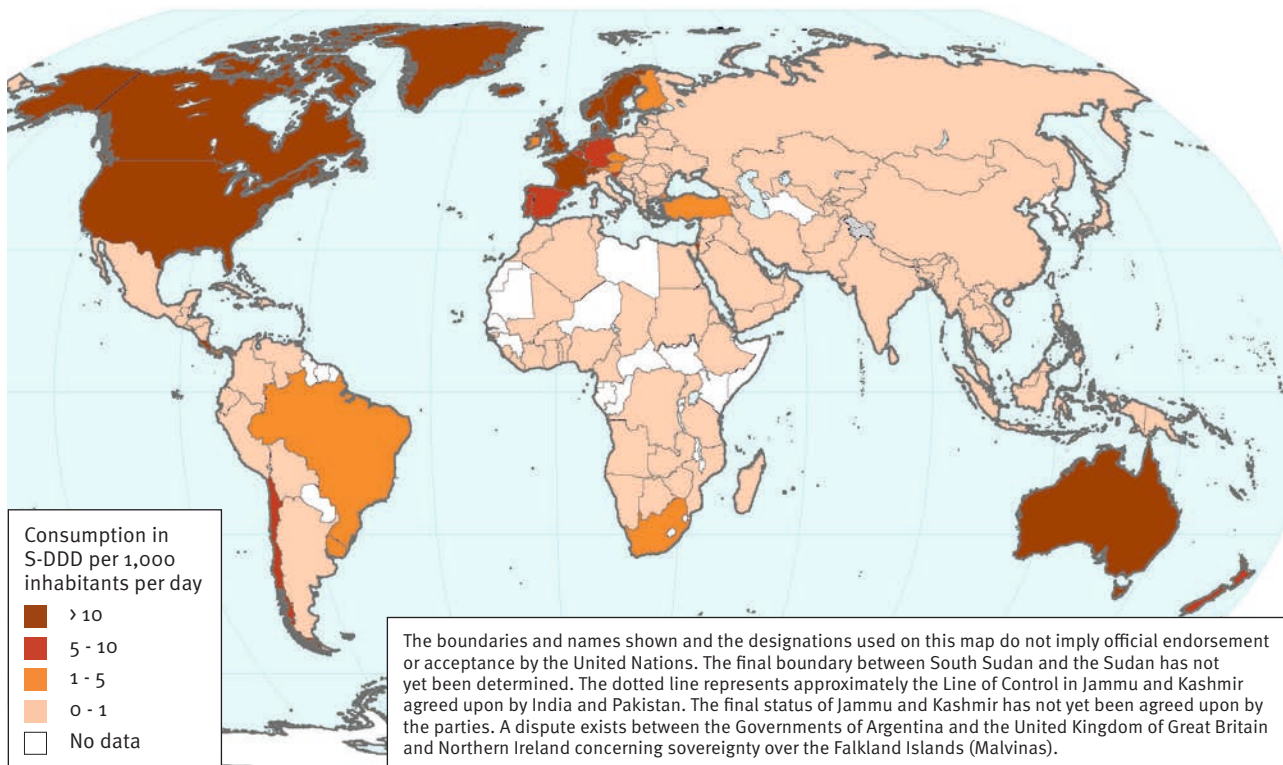 Consumption in
S-DDD per 1,000
inhabitants per day
> 10
5 - 10
1 - 5
0 - 1
No data
The boundaries and names shown and the designations used on this map do not imply official endorsement
or acceptance by the United Nations. The final boundary between South Sudan and the Sudan has not
yet been determined. The dotted line represents approximately the Line of Control in Jammu and Kashmir
agreed upon by India and Pakistan. The final status of Jammu and Kashmir has not yet been agreed upon by
the parties. A dispute exists between the Governments of Argentina and the United Kingdom of Great Britain
and Northern Ireland concerning sovereignty over the Falkland Islands (Malvinas).